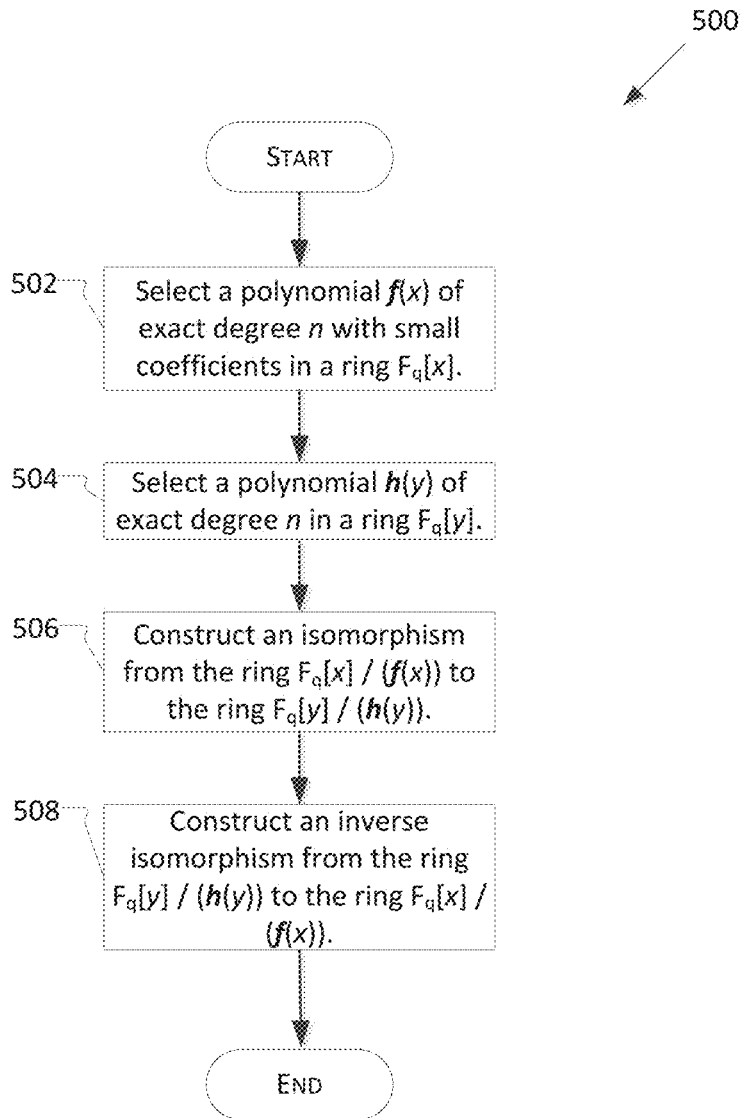 500
START
502
Select a polynomial f(x) of
exact degree n with small
coefficients in a ring Fq[x].
504
Select a polynomial h(y) of
exact degree n in a ring Fq[y].
506
Construct an isomorphism
from the ring Fq[x] / (f(x)) to
the ring Fq[y] / (h(y)).
508
Construct an inverse
isomorphism from the ring
Fq[y] / (h(y)) to the ring Fq[x] /
(f(x)).
END